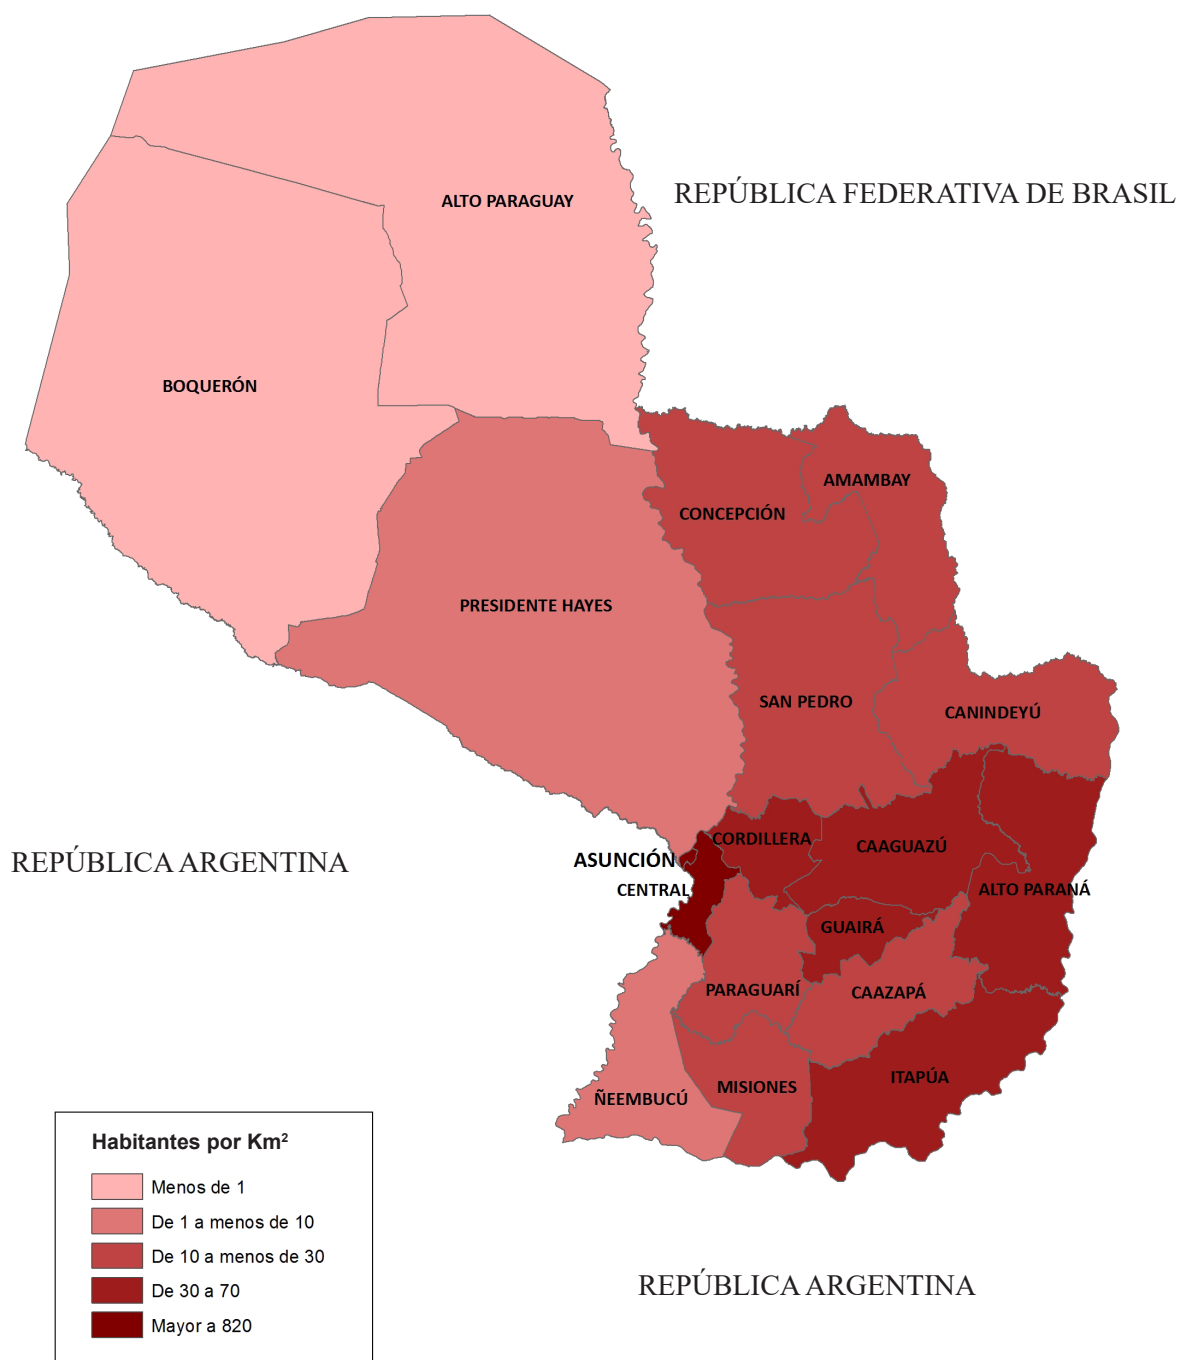 REPÚBLICA FEDERATIVA DE BRASIL
ALTO PARAGUAY
BOQUERÓN
AMAMBAY
CONCEPCIÓN
PRESIDENTE HAYES
SAN PEDRO
CANINDEYÚ
CORDILLERA
CAAGUAZÚ
ASUNCIÓN
REPÚBLICA ARGENTINA
CENTRAL
ALTO PARANÁ
GUAIRÁ
PARAGUARÍ
CAAZAPÁ
ITAPÚA
MISIONES
ÑEEMBUCÚ
Habitantes por Km²
Menos de 1
De 1 a menos de 10
De 10 a menos de 30
De 30 a 70
Mayor a 820
REPÚBLICA ARGENTINA